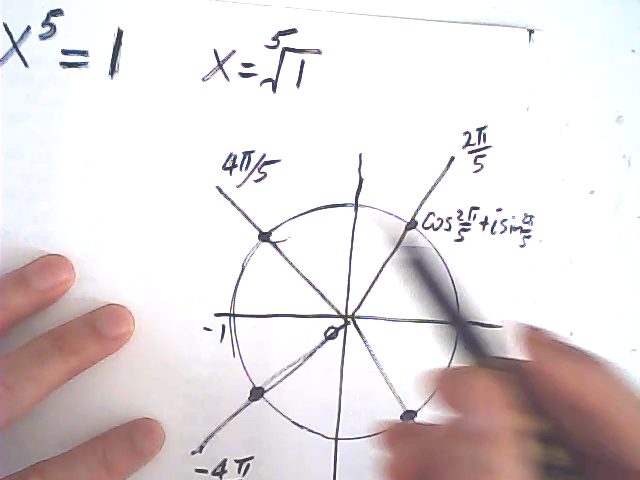 x⁵ = 1
x = ⁵√1
4π/5
2π/5
cos 2π/5 + i sin 2π/5
-1
-4π